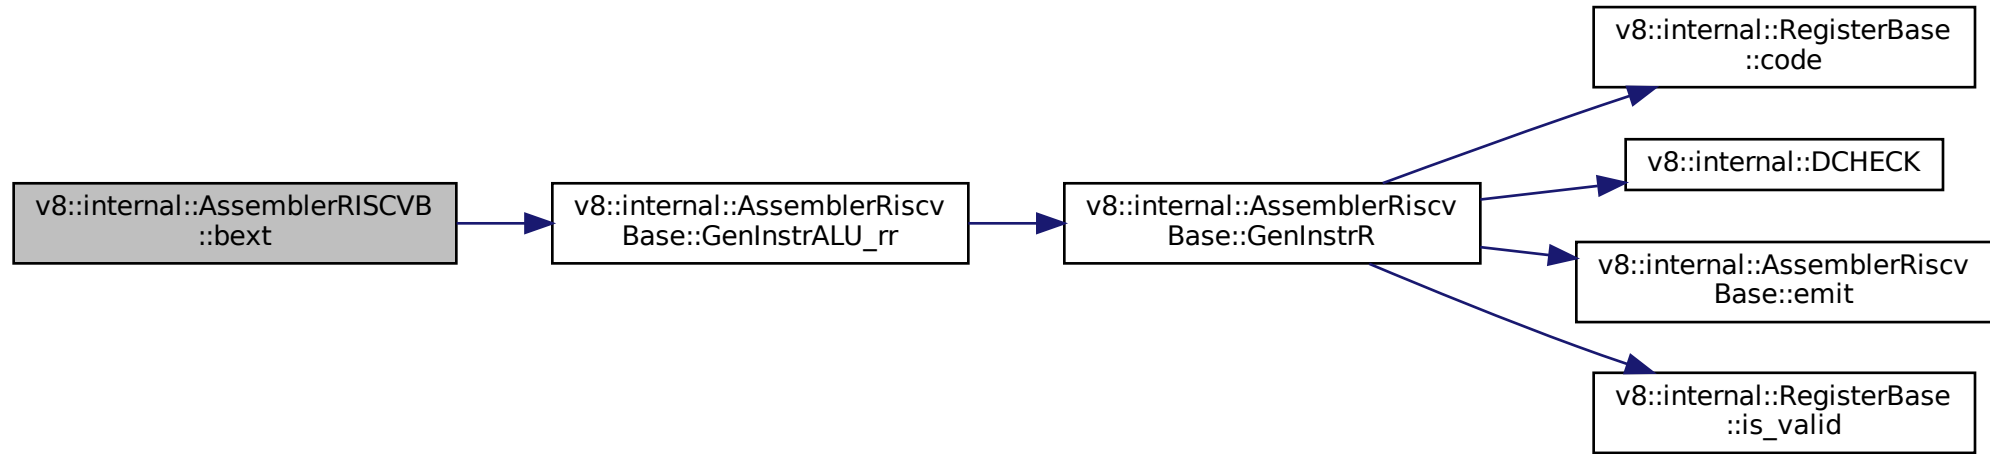 v8::internal::AssemblerRISCVB
::bext
v8::internal::AssemblerRiscv
Base::GenInstrALU_rr
v8::internal::AssemblerRiscv
Base::GenInstrR
v8::internal::RegisterBase
::code
v8::internal::DCHECK
v8::internal::AssemblerRiscv
Base::emit
v8::internal::RegisterBase
::is_valid